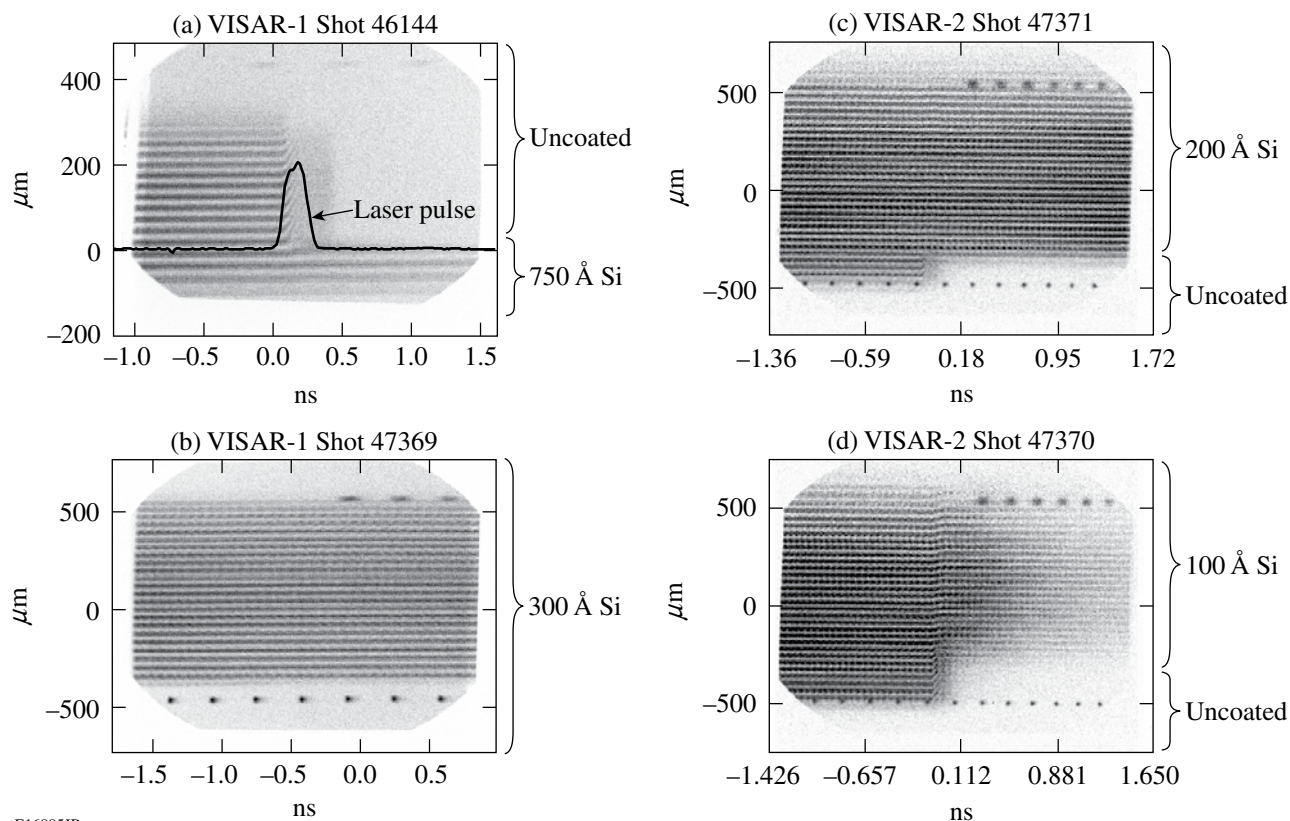 (a) VISAR-1 Shot 46144
400
200
0
–200
μm
Uncoated
Laser pulse
750 Å Si
–1.0 –0.5 0.0 0.5 1.0 1.5
ns
(c) VISAR-2 Shot 47371
500
0
–500
μm
200 Å Si
Uncoated
–1.36 –0.59 0.18 0.95 1.72
ns
(b) VISAR-1 Shot 47369
500
0
–500
μm
300 Å Si
–1.5 –1.0 –0.5 0.0 0.5
ns
(d) VISAR-2 Shot 47370
500
0
–500
μm
100 Å Si
Uncoated
–1.426 –0.657 0.112 0.881 1.650
ns